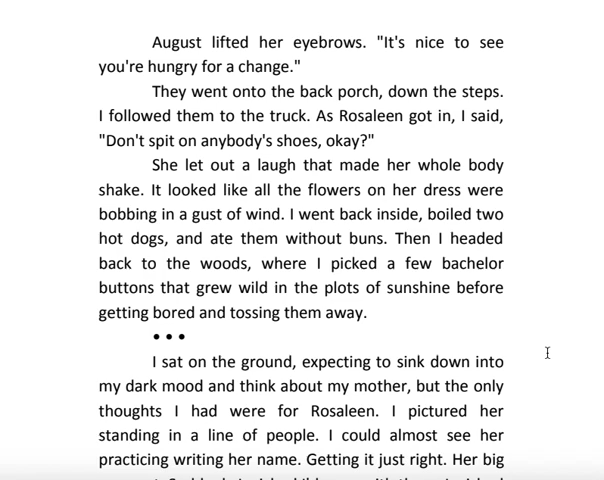 August lifted her eyebrows. "It's nice to see
you're hungry for a change."
They went onto the back porch, down the steps.
I followed them to the truck. As Rosaleen got in, I said,
"Don't spit on anybody's shoes, okay?"
She let out a laugh that made her whole body
shake. It looked like all the flowers on her dress were
bobbing in a gust of wind. I went back inside, boiled two
hot dogs, and ate them without buns. Then I headed
back to the woods, where I picked a few bachelor
buttons that grew wild in the plots of sunshine before
getting bored and tossing them away.
• • •
I sat on the ground, expecting to sink down into
my dark mood and think about my mother, but the only
thoughts I had were for Rosaleen. I pictured her
standing in a line of people. I could almost see her
practicing writing her name. Getting it just right. Her big